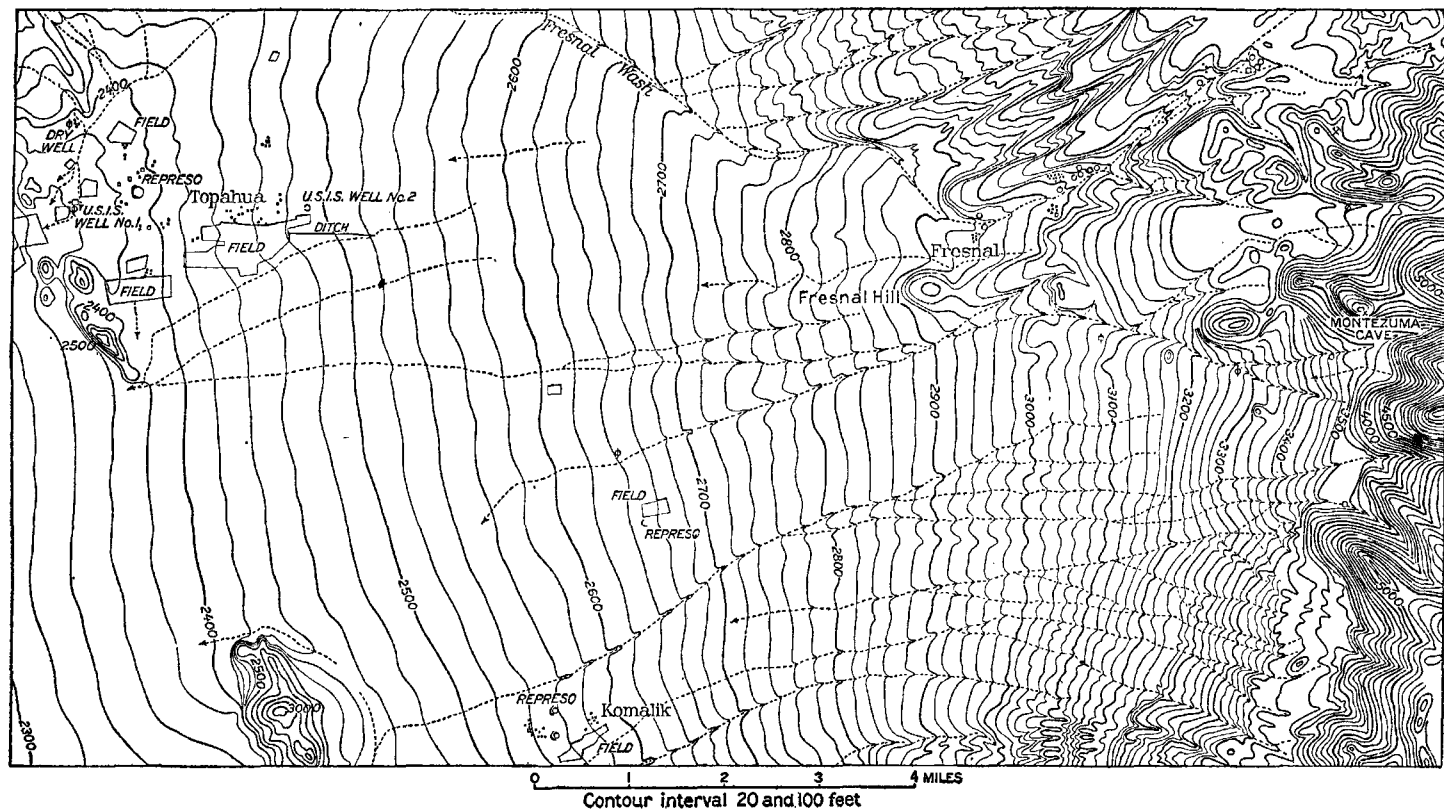 Fresnal Wash
2600
2400
DRY
WELL
FIELD
REPRESO
Topahua
U.S.I.S. WELL No.2
U.S.I.S.
WELL No.1
DITCH
FIELD
2700
2800
Fresnal
Fresnal Hill
FIELD
2400
2500
MONTEZUMA
CAVE
2900
3000
3100
3200
3300
3400
3500
4000
4500
FIELD
REPRESO
2700
2800
2600
2500
2400
2500
3000
2300
REPRESO
Komalik
FIELD
0 1 2 3 4 MILES
Contour interval 20 and 100 feet